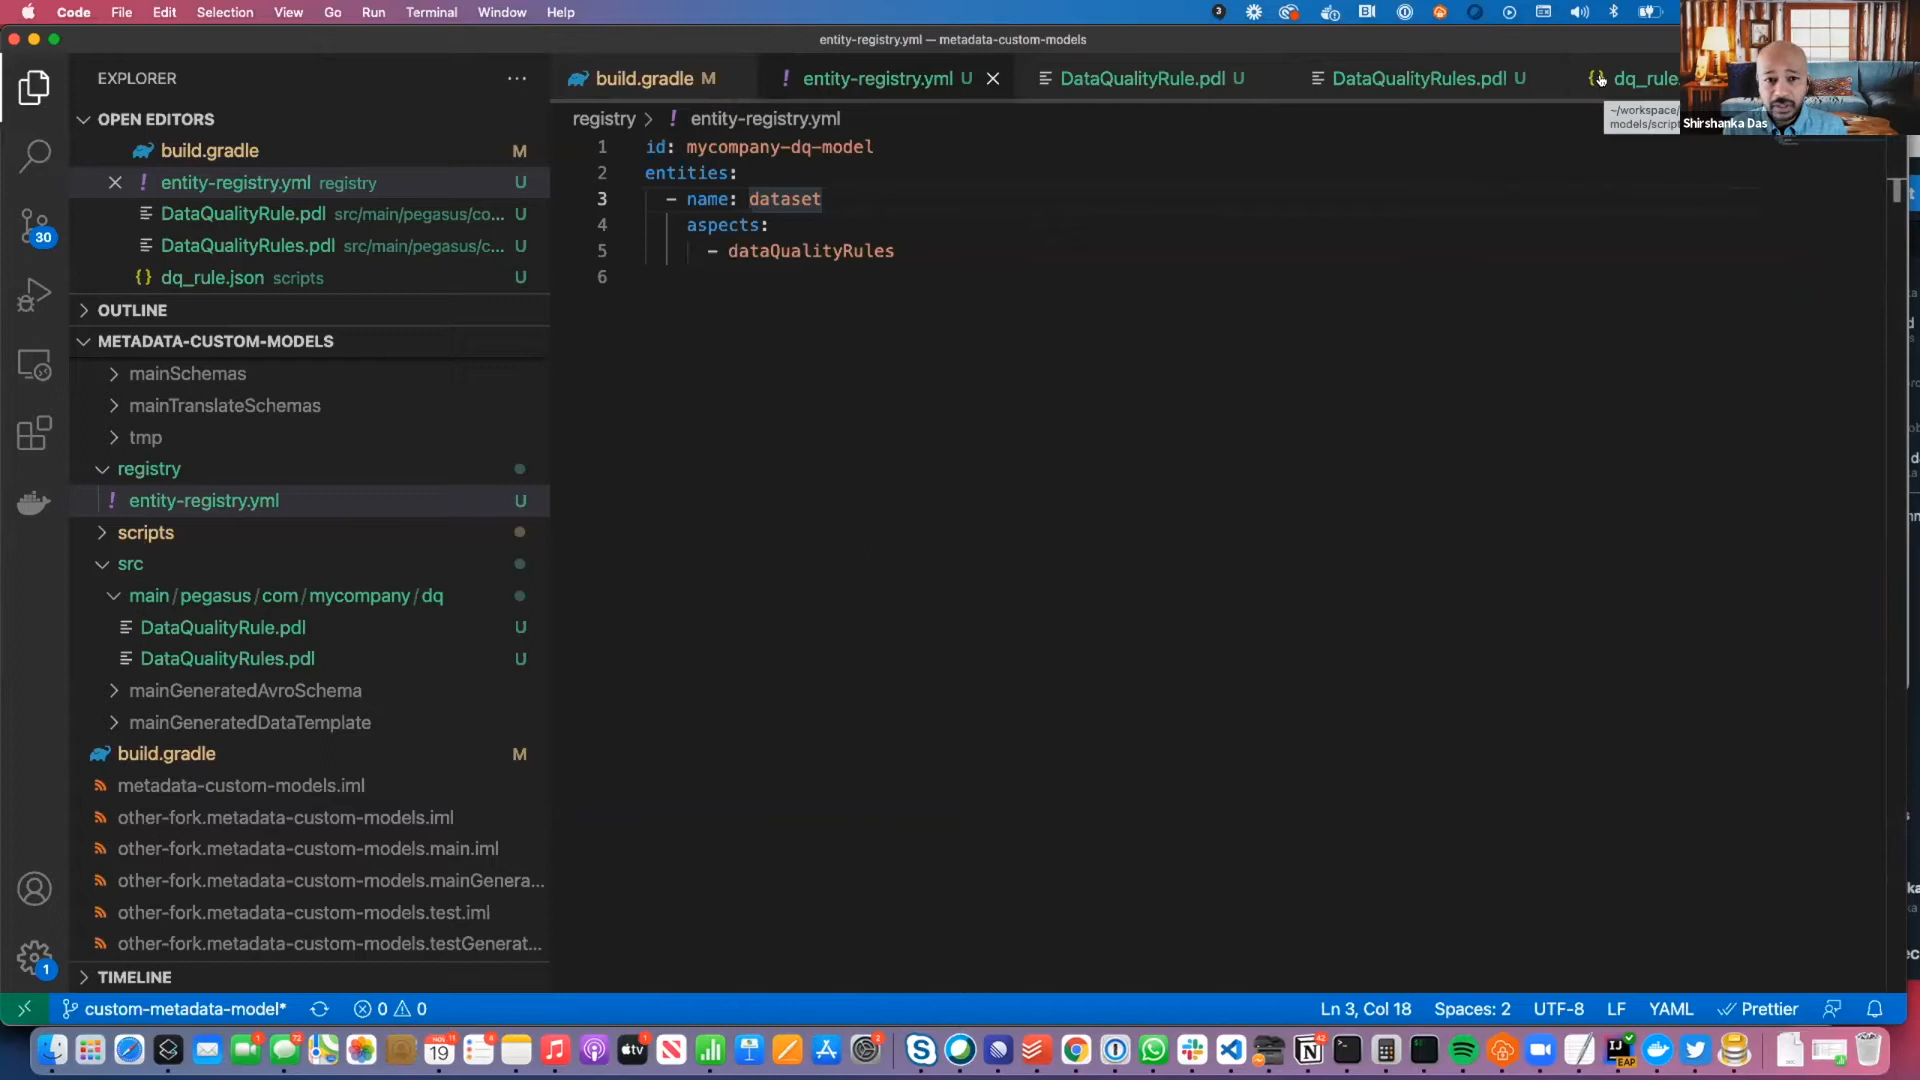 Code File Edit Selection View Go Run Terminal Window Help
entity-registry.yml — metadata-custom-models
EXPLORER
build.gradle M
! entity-registry.yml U
DataQualityRule.pdl U
DataQualityRules.pdl U
{} dq_rule
~/workspace/
models/script
Shirshanka Das
OPEN EDITORS
build.gradle M
! entity-registry.yml registry U
DataQualityRule.pdl src/main/pegasus/co... U
DataQualityRules.pdl src/main/pegasus/c... U
{} dq_rule.json scripts U
OUTLINE
METADATA-CUSTOM-MODELS
mainSchemas
mainTranslateSchemas
tmp
registry
! entity-registry.yml U
scripts
src
main / pegasus / com / mycompany / dq
DataQualityRule.pdl U
DataQualityRules.pdl U
mainGeneratedAvroSchema
mainGeneratedDataTemplate
build.gradle M
metadata-custom-models.iml
other-fork.metadata-custom-models.iml
other-fork.metadata-custom-models.main.iml
other-fork.metadata-custom-models.mainGenera...
other-fork.metadata-custom-models.test.iml
other-fork.metadata-custom-models.testGenerat...
TIMELINE
30
1
registry > ! entity-registry.yml
1 id: mycompany-dq-model
2 entities:
3 - name: dataset
4 aspects:
5 - dataQualityRules
6
custom-metadata-model* 0 0
Ln 3, Col 18 Spaces: 2 UTF-8 LF YAML Prettier
NOV
19